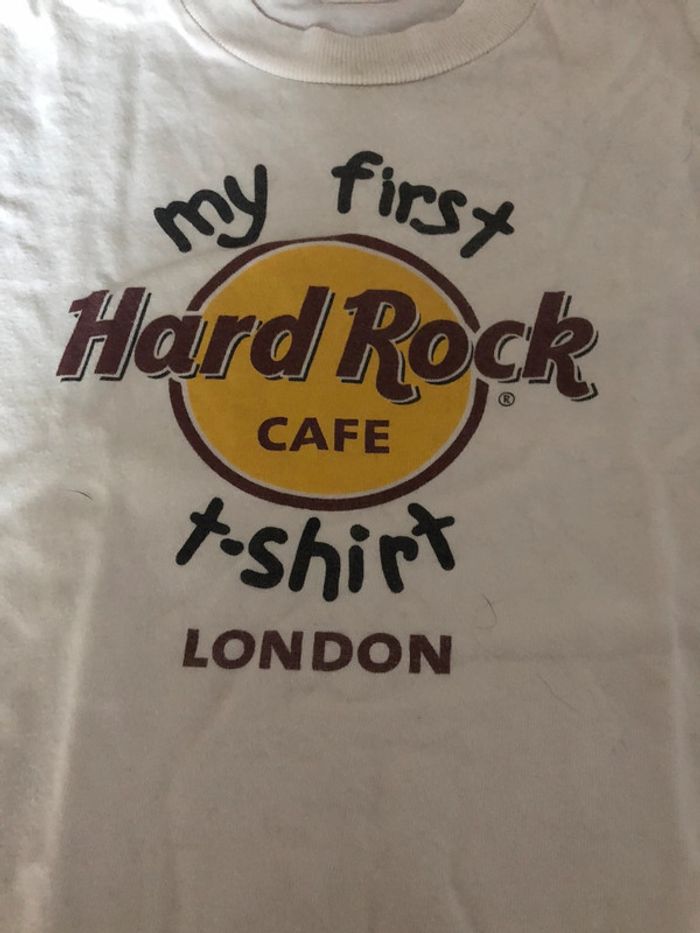 my first
Hard Rock
®
CAFE
t-shirt
LONDON